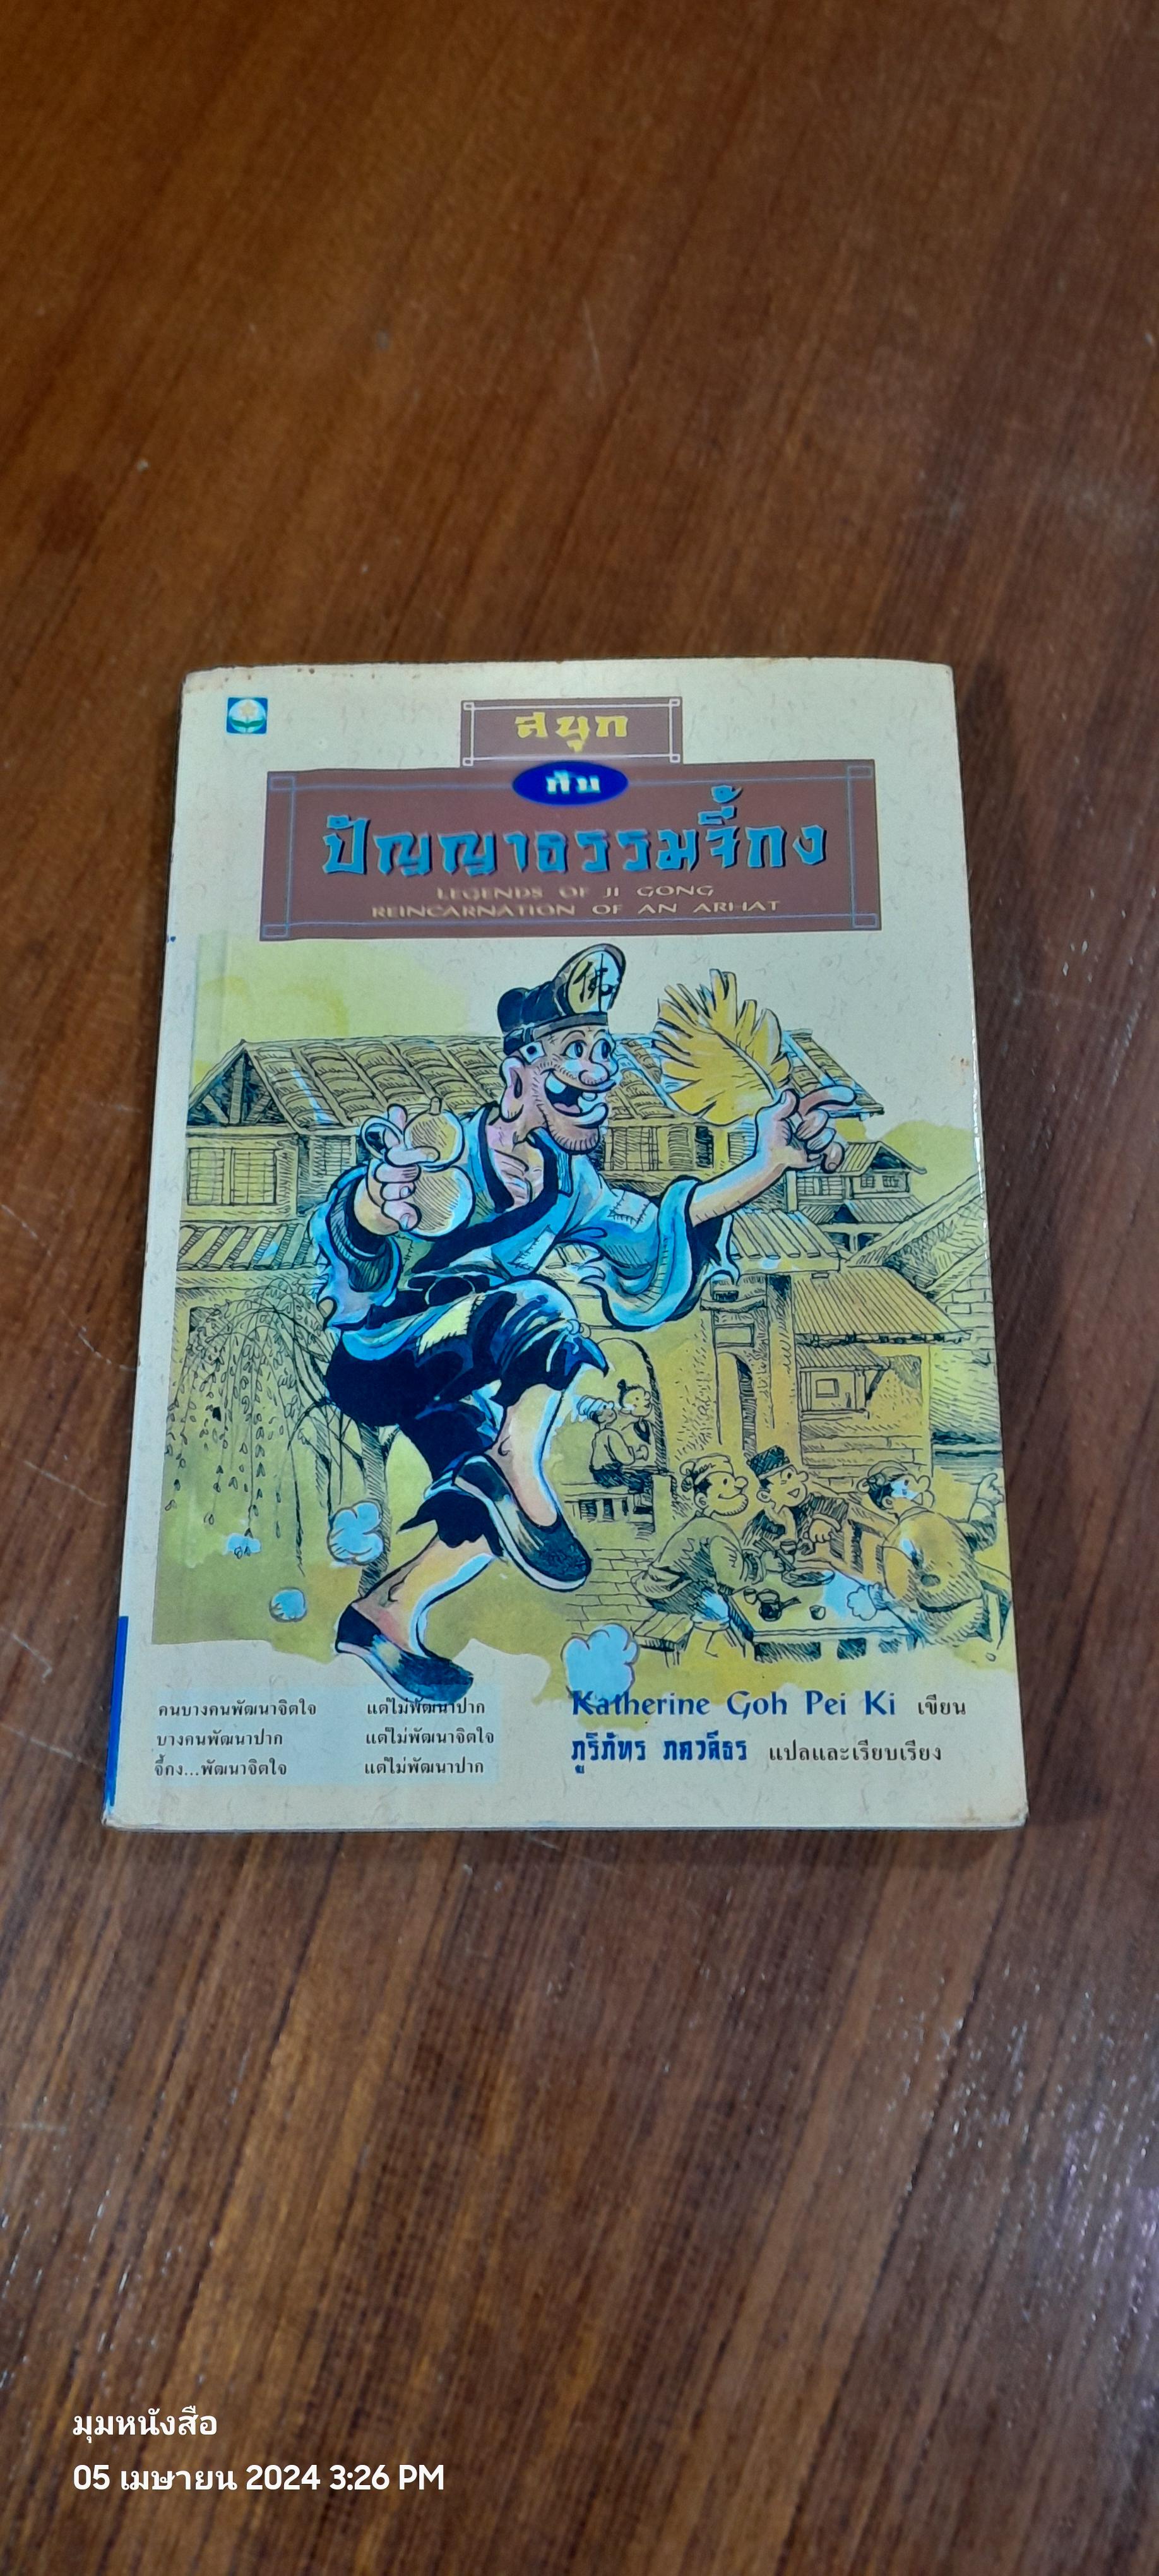 สนุก
กับ
ปัญญาธรรมจี้กง
LEGENDS OF JI GONG
REINCARNATION OF AN ARHAT
佛
คนบางคนพัฒนาจิตใจ แต่ไม่พัฒนาปาก
บางคนพัฒนาปาก แต่ไม่พัฒนาจิตใจ
จี้กง...พัฒนาจิตใจ แต่ไม่พัฒนาปาก
Katherine Goh Pei Ki เขียน
ภูริภัทร ภควลีธร แปลและเรียบเรียง
มุมหนังสือ
05 เมษายน 2024 3:26 PM